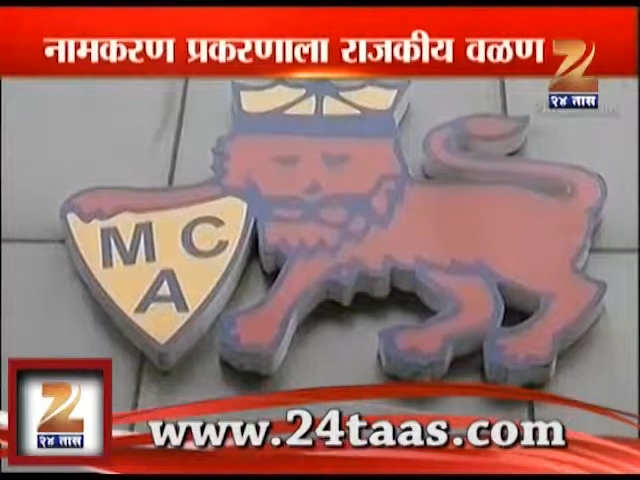 नामकरण प्रकरणाला राजकीय वळण
२४ तास
M C
A
२४ तास
www.24taas.com